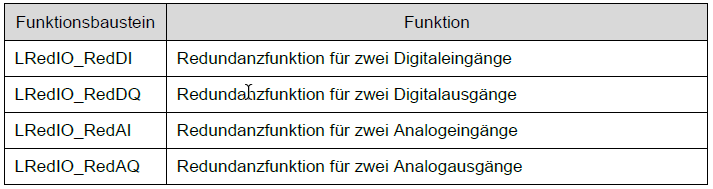 Funktionsbaustein Funktion
LRedIO_RedDI Redundanzfunktion für zwei Digitaleingänge
LRedIO_RedDQ Redundanzfunktion für zwei Digitalausgänge
LRedIO_RedAI Redundanzfunktion für zwei Analogeingänge
LRedIO_RedAQ Redundanzfunktion für zwei Analogausgänge